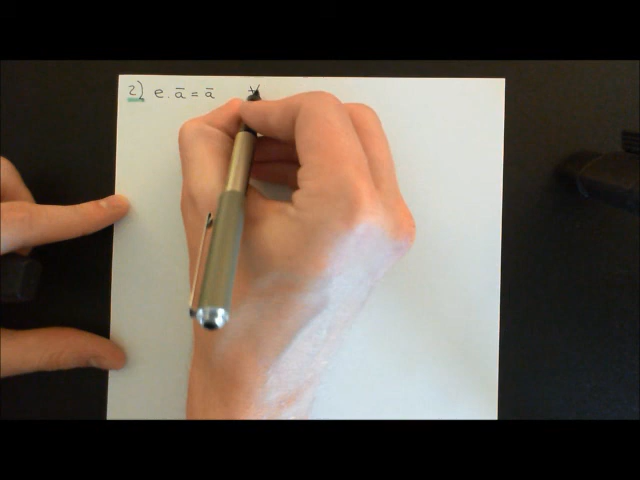 2) e. ā = ā ∀